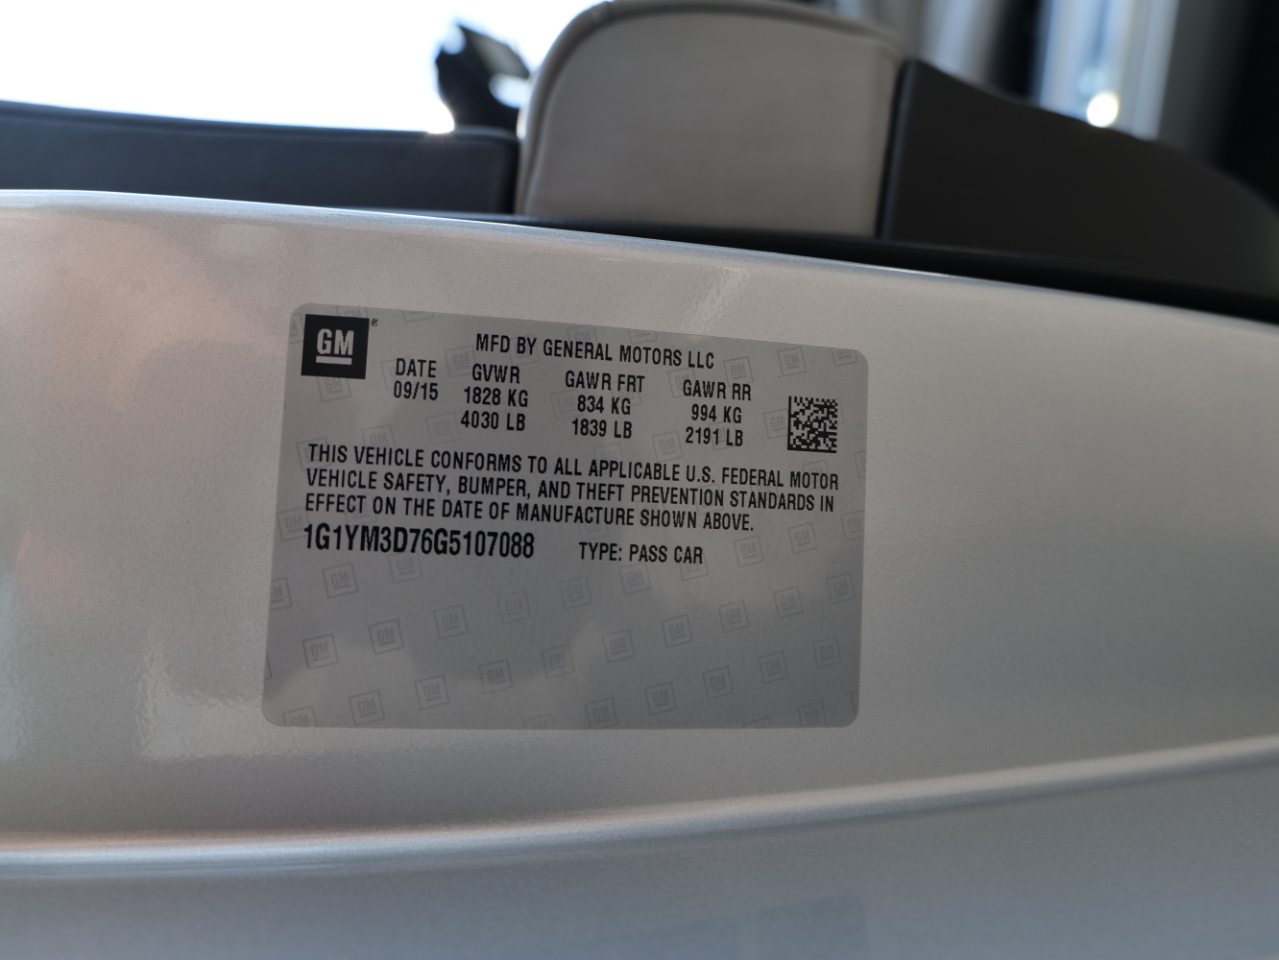 GM
MFD BY GENERAL MOTORS LLC
DATE GVWR GAWR FRT GAWR RR
09/15 1828 KG 834 KG 994 KG
4030 LB 1839 LB 2191 LB
THIS VEHICLE CONFORMS TO ALL APPLICABLE U.S. FEDERAL MOTOR
VEHICLE SAFETY, BUMPER, AND THEFT PREVENTION STANDARDS IN
EFFECT ON THE DATE OF MANUFACTURE SHOWN ABOVE.
1G1YM3D76G5107088 TYPE: PASS CAR